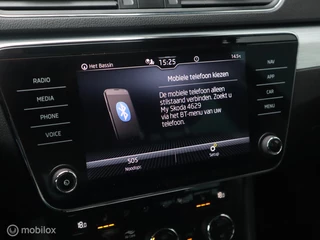 Het Bassin
15:25
14.5
Mobiele telefoon kiezen
De mobiele telefoon alleen
stilstaand verbinden. Zoekt u
My Skoda 4629
via het BT-menu van uw
telefoon.
SOS
Noodopr.
Setup
RADIO
MEDIA
PHONE
VOICE
NAV
APP
CAR
MENU
© mobilox